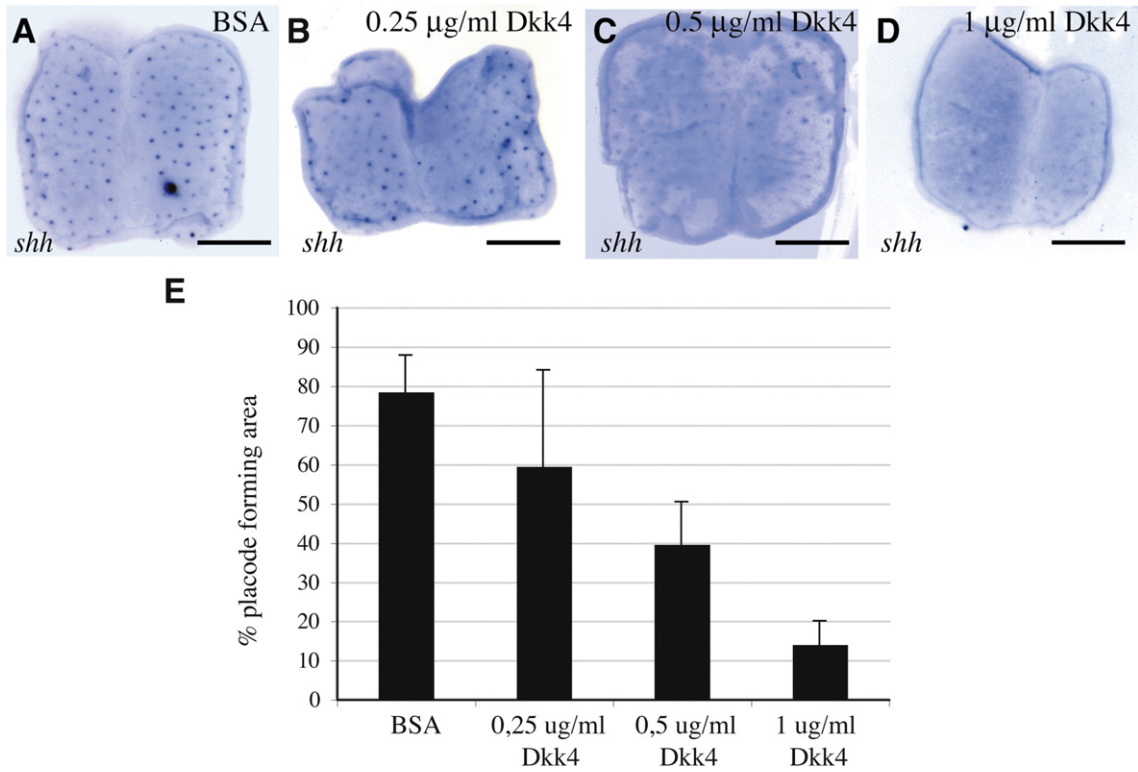 A BSA
B 0.25 µg/ml Dkk4
C 0.5 µg/ml Dkk4
D 1 µg/ml Dkk4
shh
shh
shh
shh
E
% placode forming area
100
90
80
70
60
50
40
30
20
10
0
BSA
0,25 ug/ml
Dkk4
0,5 ug/ml
Dkk4
1 ug/ml
Dkk4